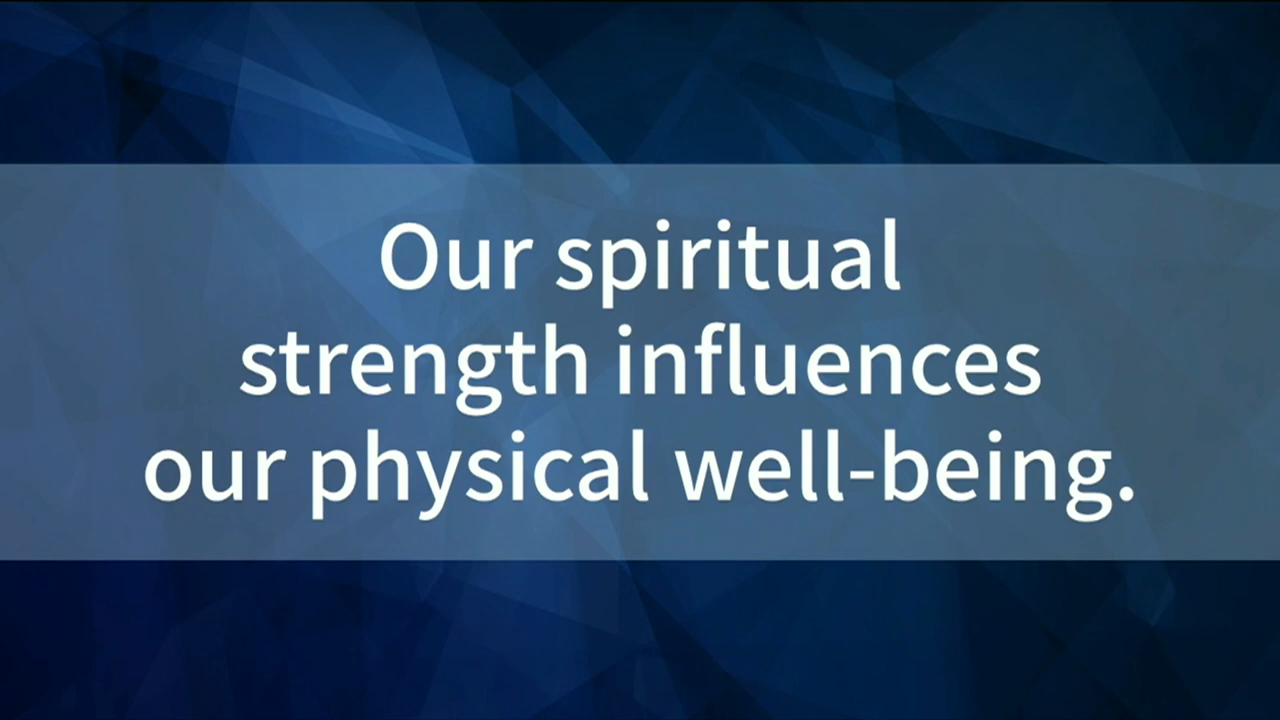 Our spiritual
strength influences
our physical well-being.